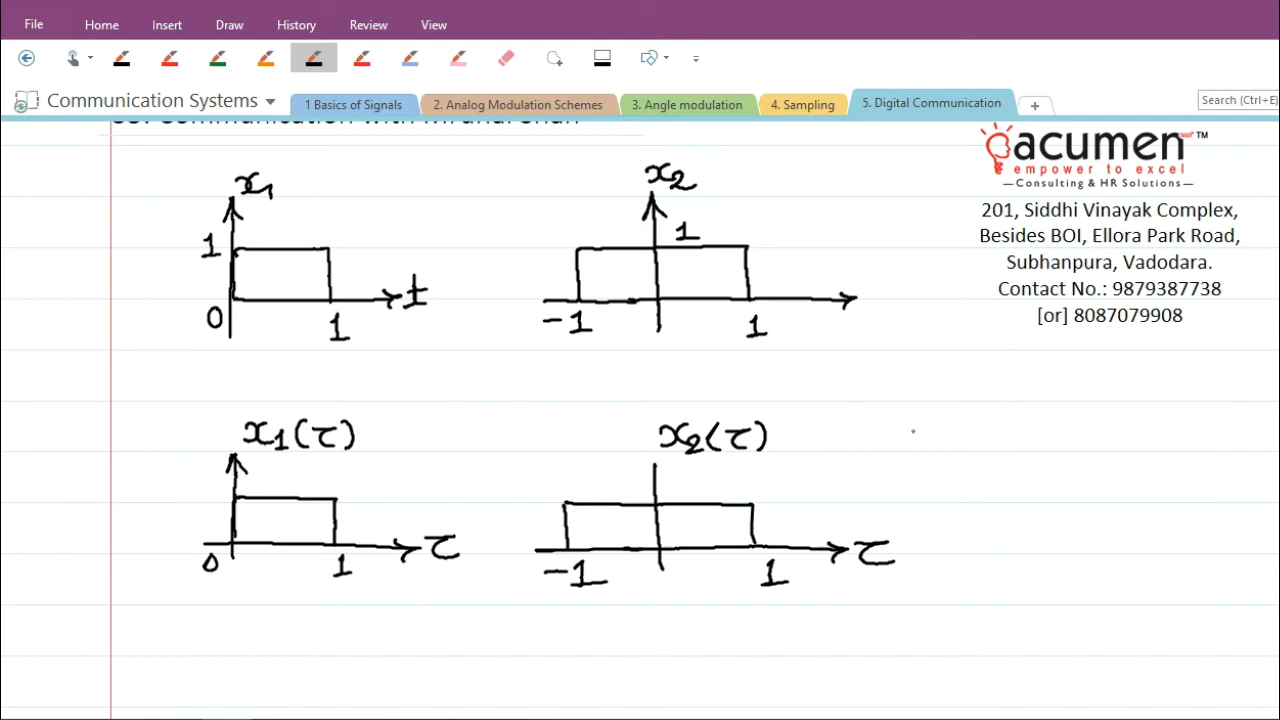 File Home Insert Draw History Review View
Communication Systems 1 Basics of Signals 2. Analog Modulation Schemes 3. Angle modulation 4. Sampling 5. Digital Communication + Search (Ctrl+E)
acumen 360° ™
empower to excel
—Consulting & HR Solutions—
201, Siddhi Vinayak Complex,
Besides BOI, Ellora Park Road,
Subhanpura, Vadodara.
Contact No.: 9879387738
[or] 8087079908
x1 x2
1 1
t
0 1 -1 1
x1(τ) x2(τ)
τ τ
0 1 -1 1